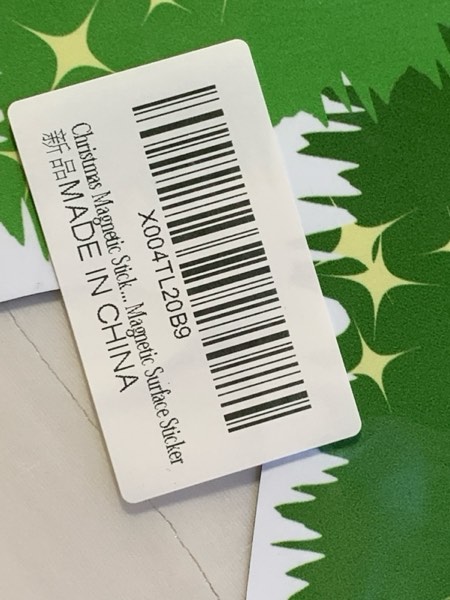 X004TL20B9
Christmas Magnetic Stick... Magnetic Surface Sticker
新品MADE IN CHINA